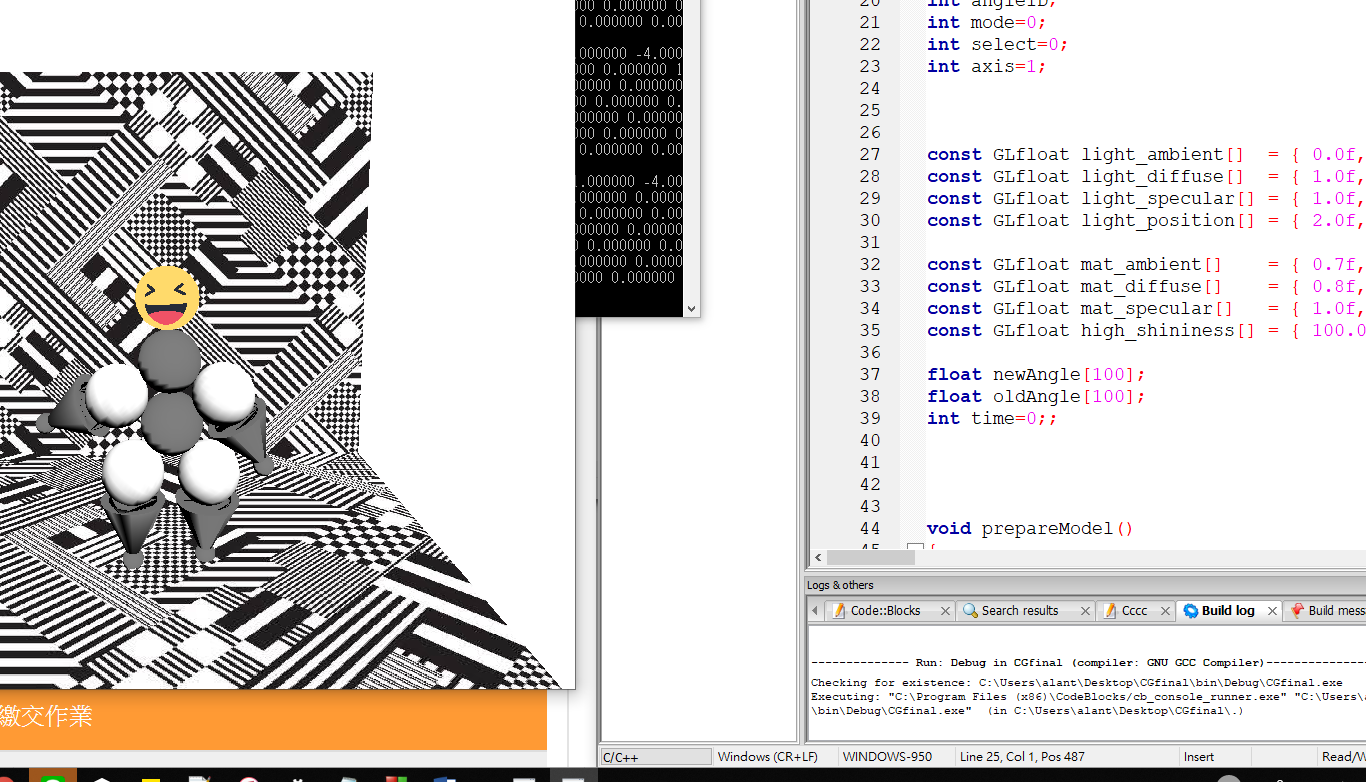 000 0.000000
0.000000 0.00
.000000 -4.000
000 0.000000 1
00 0.000000
00 0.000000 0.
00 0.000000 0
000 0.000000 0
0.000000 0.00
1.000000 -4.00
000000 0.0000
0.000000 0.00
00 0.000000
0.000000 0.0
000000 0.0000
0000 0.000000
繳交作業
20 int angleID;
21 int mode=0;
22 int select=0;
23 int axis=1;
24
25
26
27 const GLfloat light_ambient[]  = { 0.0f,
28 const GLfloat light_diffuse[]  = { 1.0f,
29 const GLfloat light_specular[] = { 1.0f,
30 const GLfloat light_position[] = { 2.0f,
31
32 const GLfloat mat_ambient[]    = { 0.7f,
33 const GLfloat mat_diffuse[]    = { 0.8f,
34 const GLfloat mat_specular[]   = { 1.0f,
35 const GLfloat high_shininess[] = { 100.0
36
37 float newAngle[100];
38 float oldAngle[100];
39 int time=0;;
40
41
42
43
44 void prepareModel()
45 {
Logs & others
Code::Blocks Search results Cccc Build log Build mess
-------------- Run: Debug in CGfinal (compiler: GNU GCC Compiler)---------------
Checking for existence: C:\Users\alant\Desktop\CGfinal\bin\Debug\CGfinal.exe
Executing: "C:\Program Files (x86)\CodeBlocks/cb_console_runner.exe" "C:\Users\a
\bin\Debug\CGfinal.exe"  (in C:\Users\alant\Desktop\CGfinal\.)
C/C++ Windows (CR+LF) WINDOWS-950 Line 25, Col 1, Pos 487 Insert Read/W